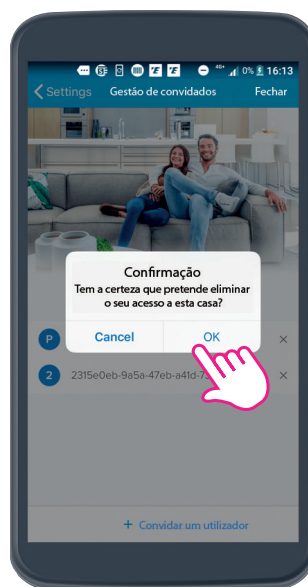 4G+ 0% 16:13
Settings Gestão de convidados Fechar
Confirmação
Tem a certeza que pretende eliminar
o seu acesso a esta casa?
Cancel OK
P ×
2 2315e0eb-9a5a-47eb-a41d-7 ×
+ Convidar um utilizador